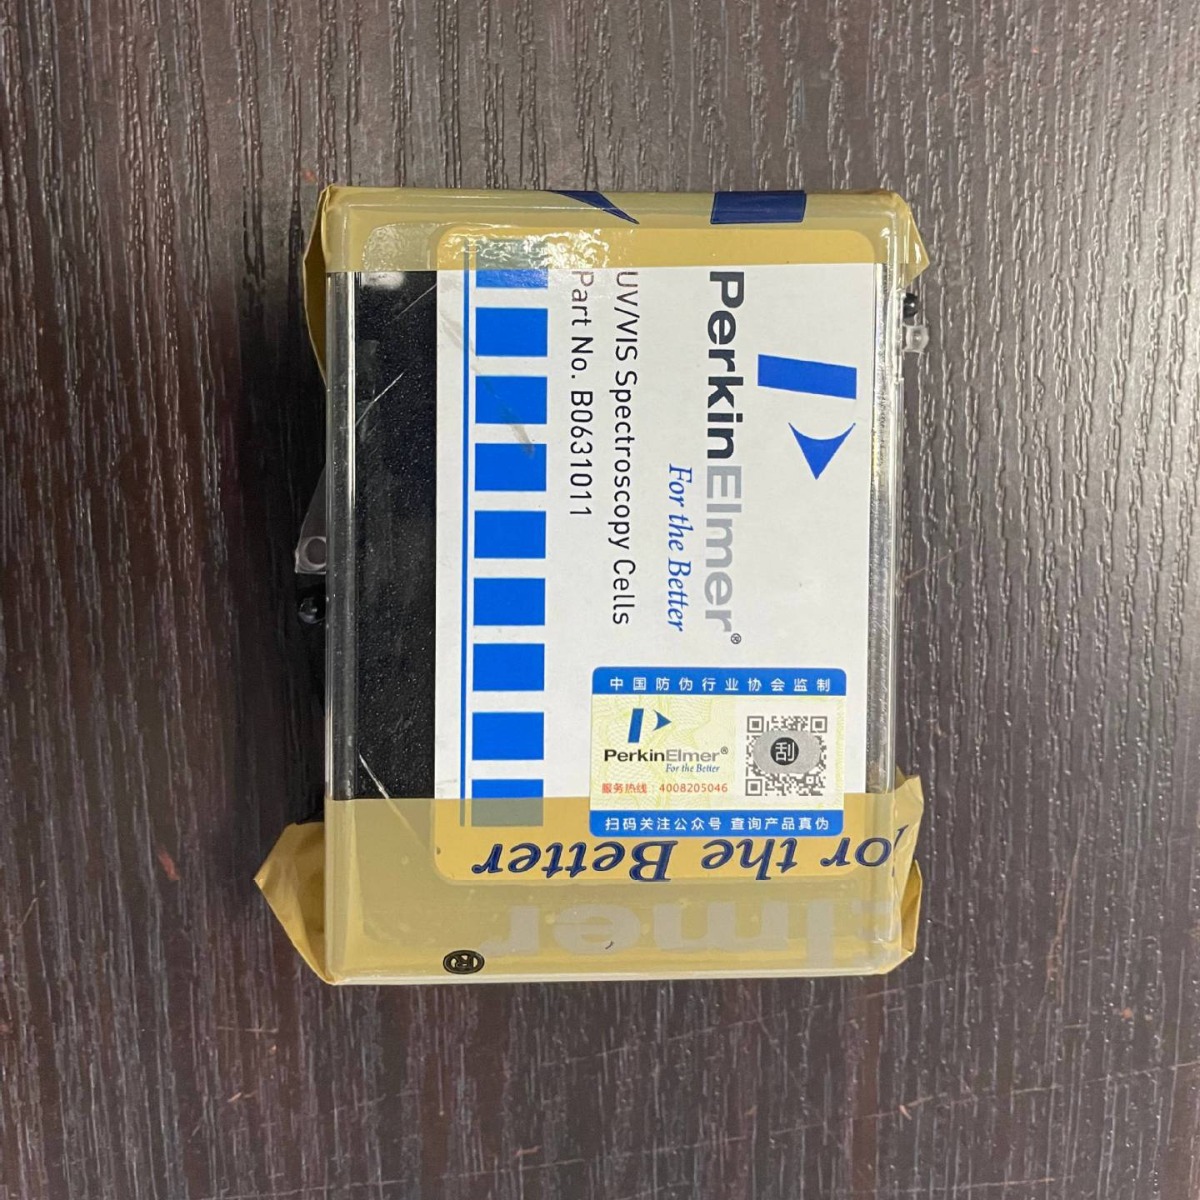 PerkinElmer®
For the Better
UV/VIS Spectroscopy Cells
Part No. B0631011
中国防伪行业协会监制
PerkinElmer®
For the Better
刮
服务热线：4008205046
扫码关注公众号 查询产品真伪
for the Better
Elmer
®